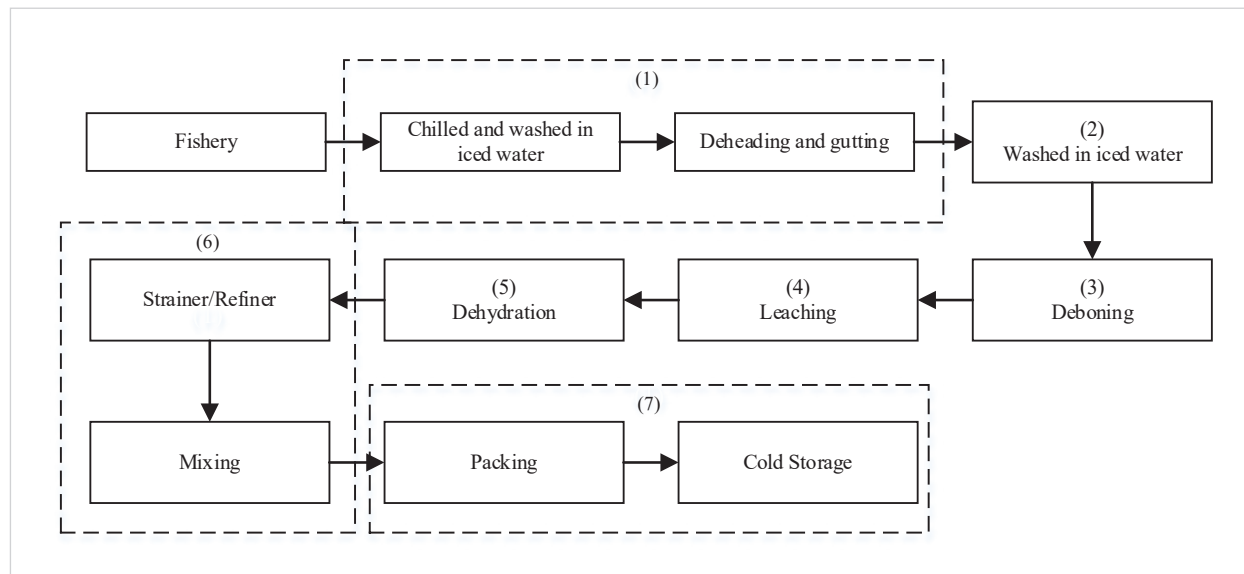 (1)
Fishery
Chilled and washed in
iced water
Deheading and gutting
(2)
Washed in iced water
(6)
Strainer/Refiner
(5)
Dehydration
(4)
Leaching
(3)
Deboning
(7)
Mixing
Packing
Cold Storage